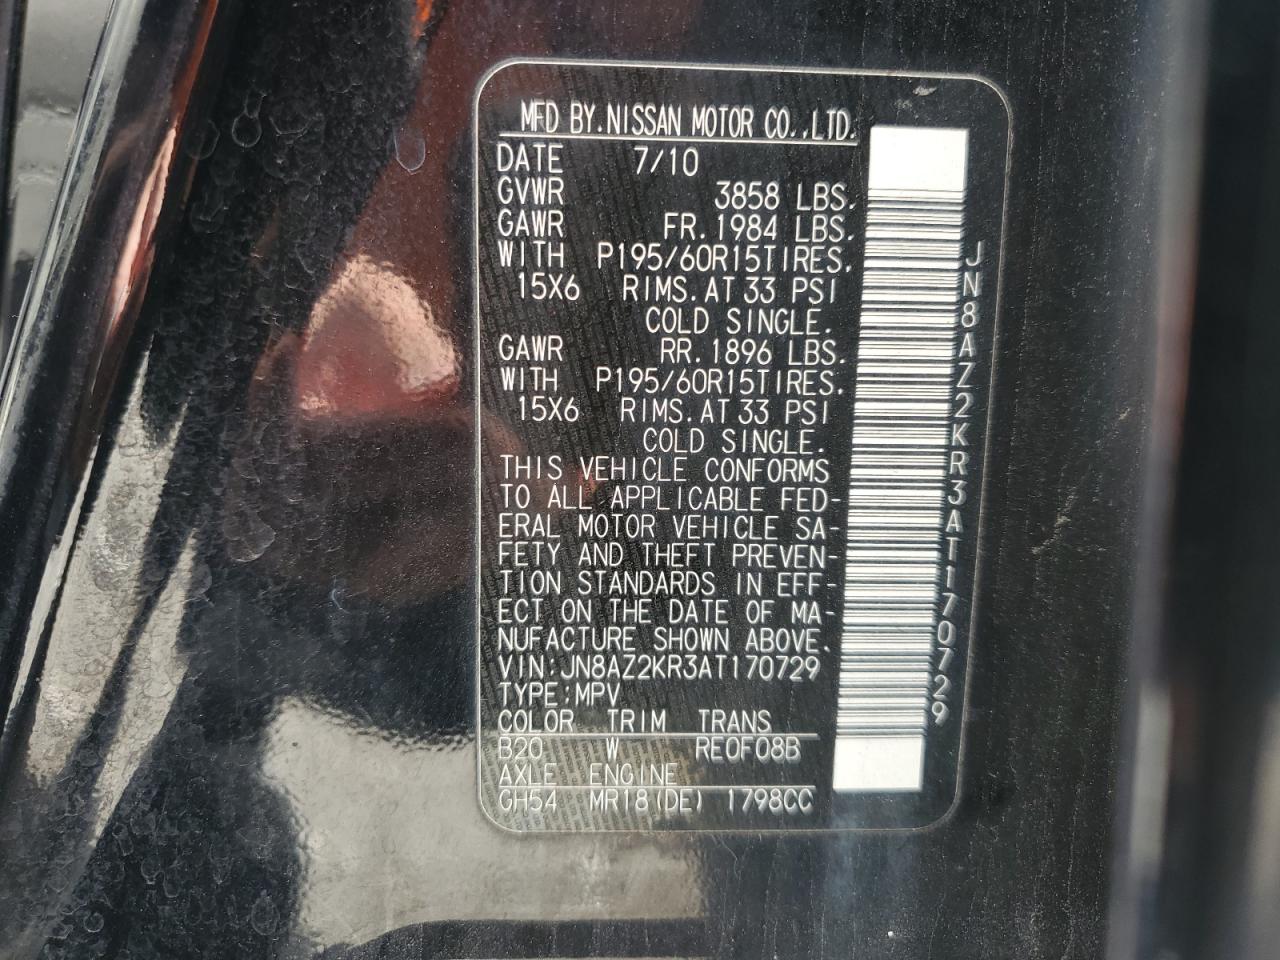 MFD BY.NISSAN MOTOR CO.,LTD.
DATE 7/10
GVWR 3858 LBS.
GAWR FR.1984 LBS.
WITH P195/60R15TIRES.
15X6 RIMS.AT 33 PSI
COLD SINGLE.
GAWR RR.1896 LBS.
WITH P195/60R15TIRES.
15X6 RIMS.AT 33 PSI
COLD SINGLE.
THIS VEHICLE CONFORMS
TO ALL APPLICABLE FED-
ERAL MOTOR VEHICLE SA-
FETY AND THEFT PREVEN-
TION STANDARDS IN EFF-
ECT ON THE DATE OF MA-
NUFACTURE SHOWN ABOVE.
VIN:JN8AZ2KR3AT170729
TYPE:MPV
COLOR TRIM TRANS
B20 W RE0F08B
AXLE ENGINE
GH54 MR18(DE) 1798CC
JN8AZ2KR3AT170729